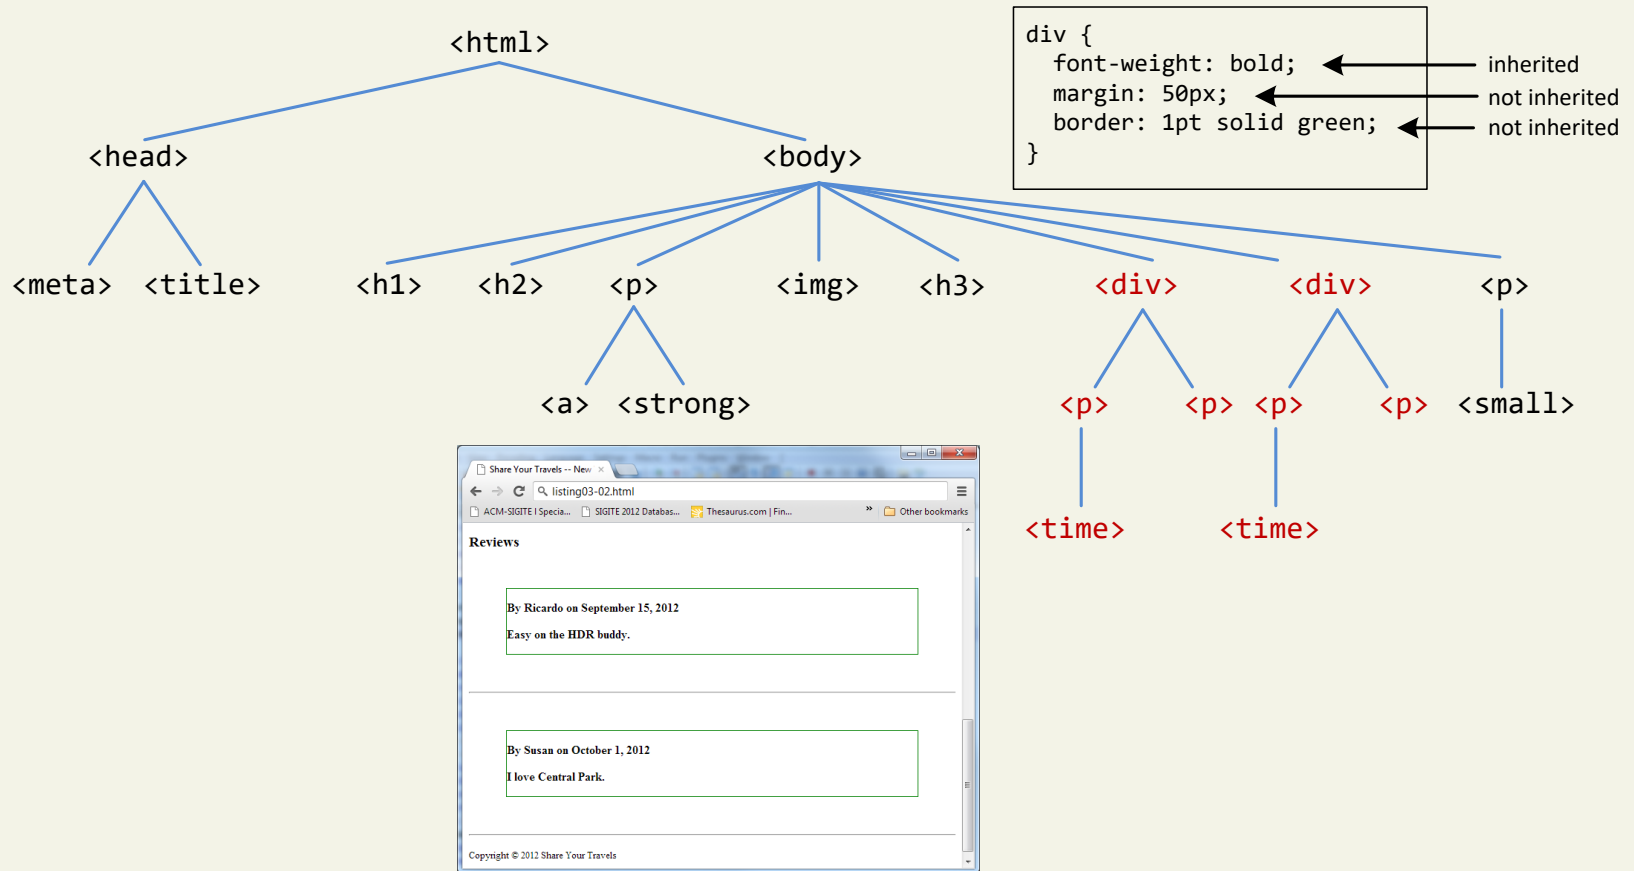 <html>
div {
font-weight: bold;
inherited
margin: 50px;
not inherited
border: 1pt solid green;
not inherited
}
<head>
<body>
<meta> <title> <h1> <h2> <p> <img> <h3> <div> <div> <p>
<a> <strong> <p> <p> <p> <p> <small>
<time> <time>
Share Your Travels -- New
listing03-02.html
ACM-SIGITE I Specia... SIGITE 2012 Databas... Thesaurus.com | Fin... » Other bookmarks
Reviews
By Ricardo on September 15, 2012
Easy on the HDR buddy.
By Susan on October 1, 2012
I love Central Park.
Copyright © 2012 Share Your Travels